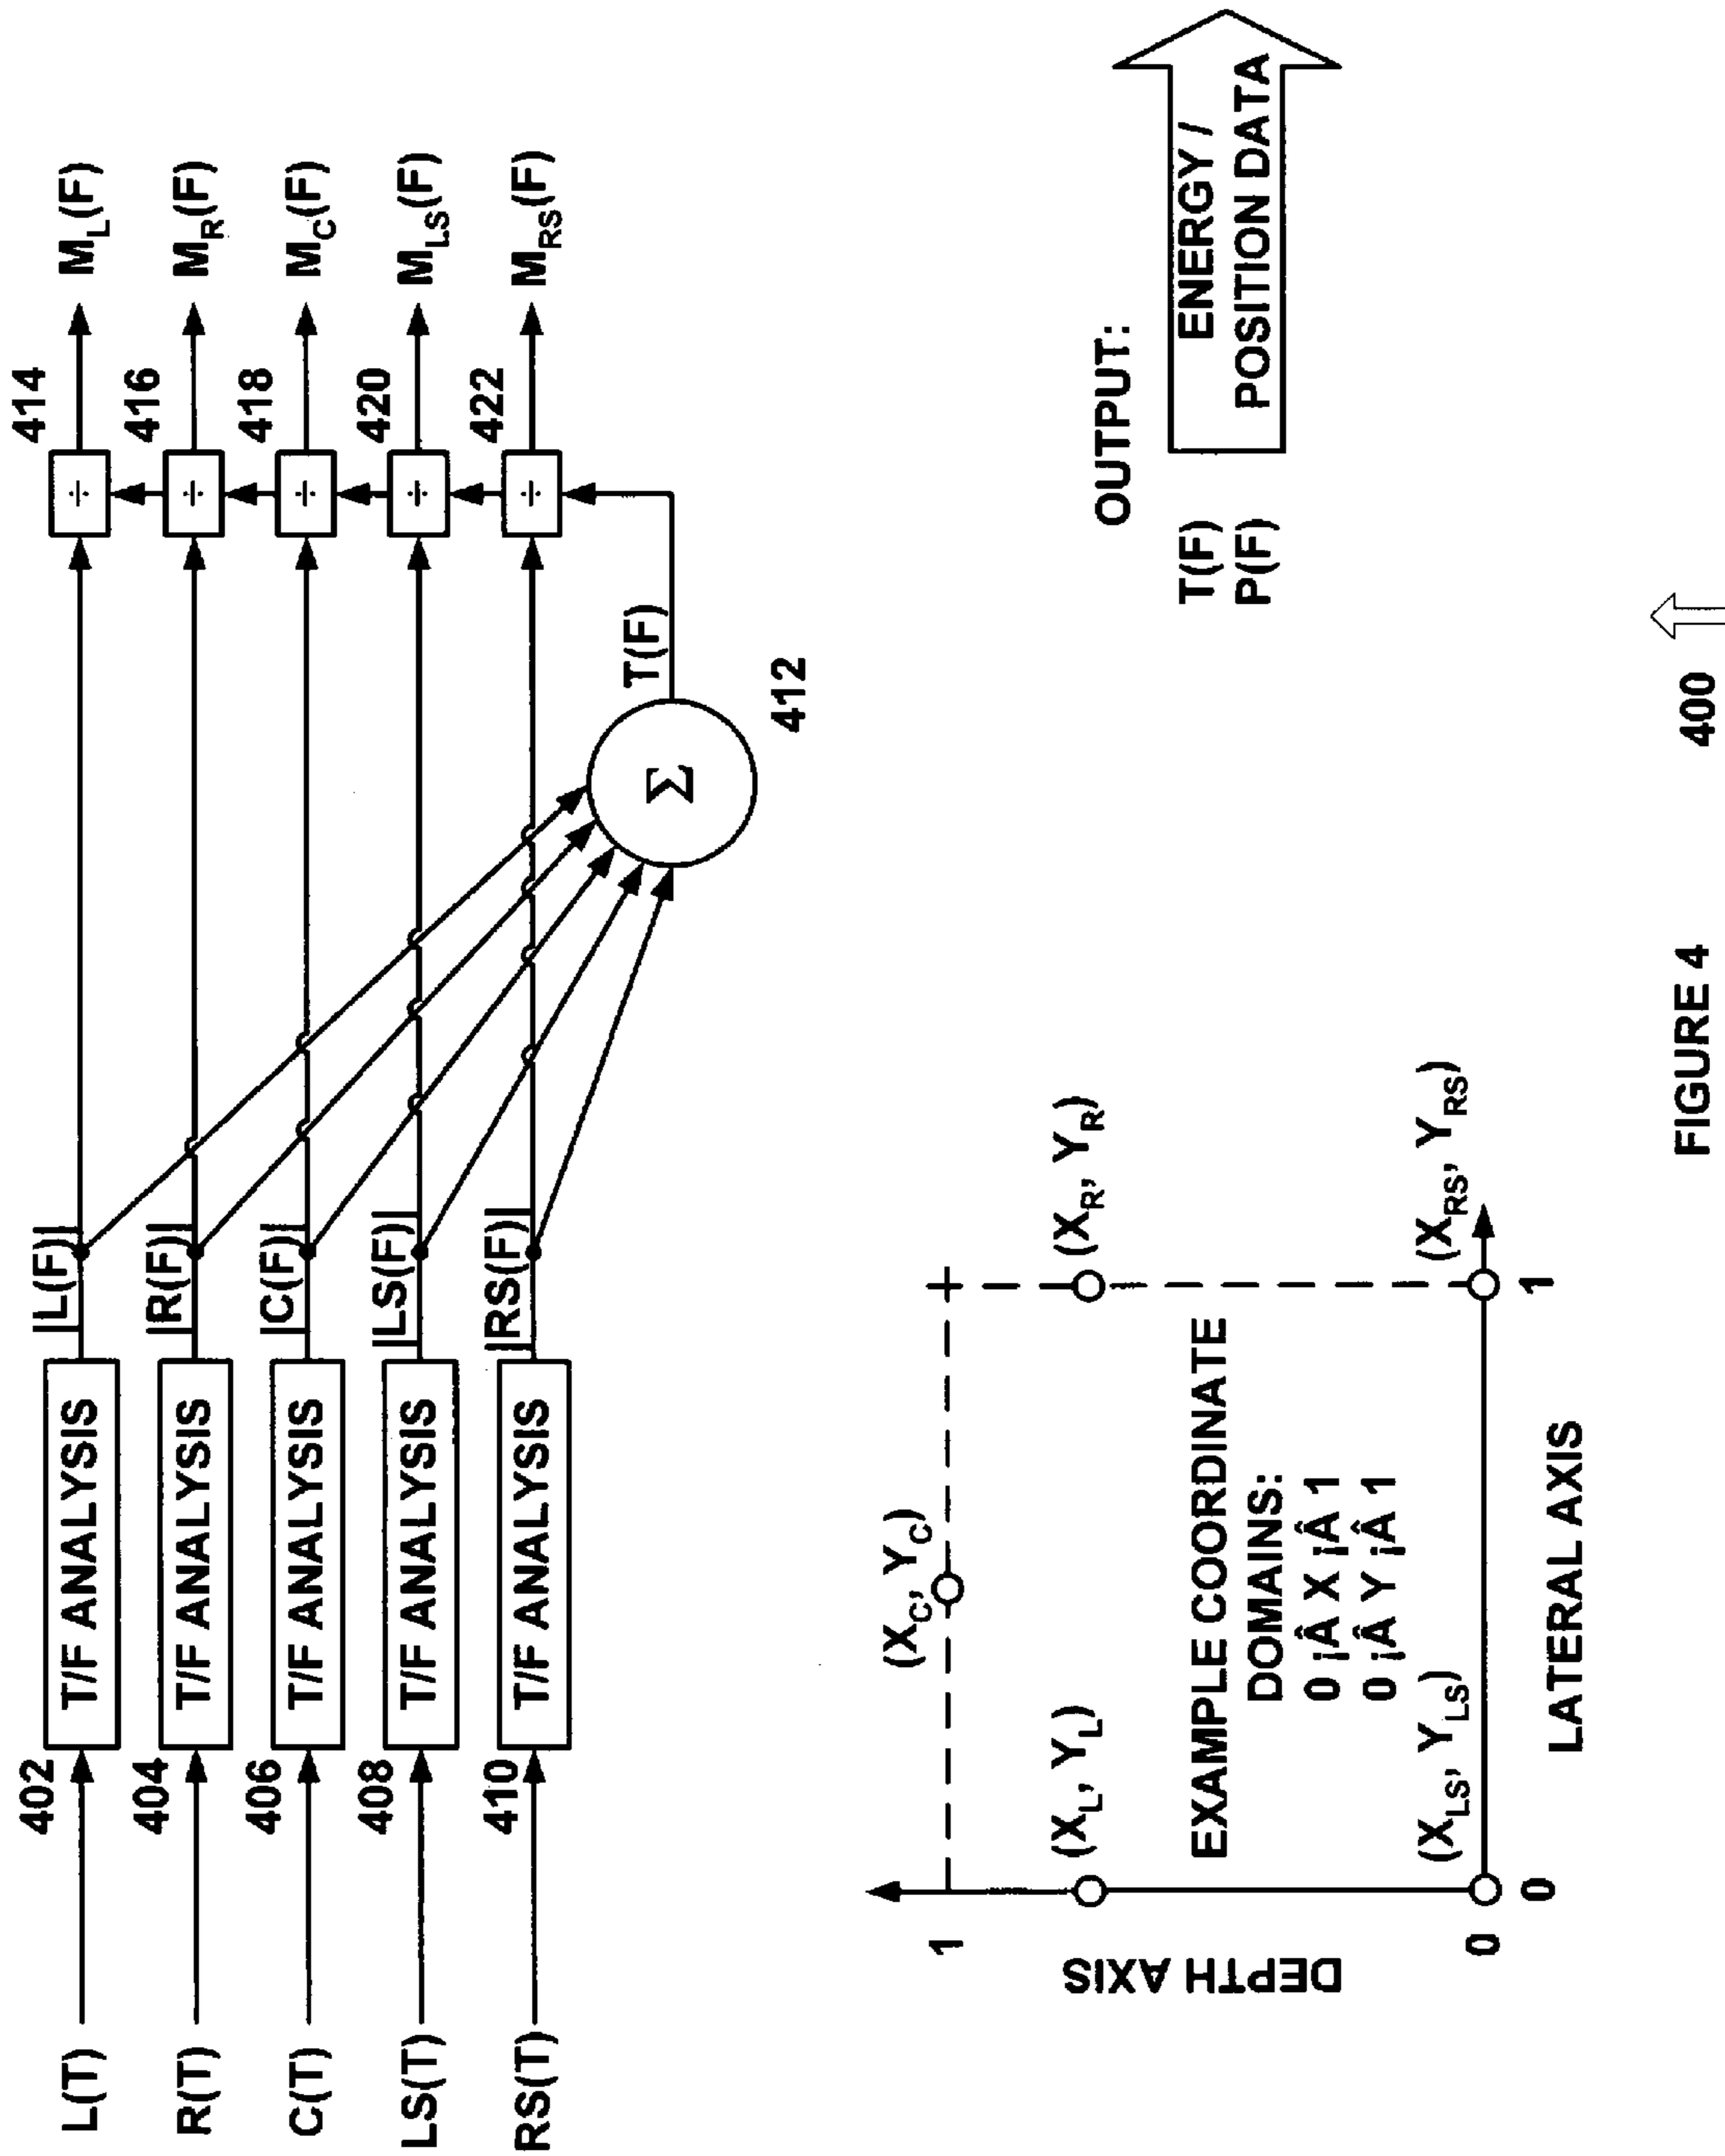 L(T)
402
T/F ANALYSIS
|L(F)|
÷
414
M_L(F)
R(T)
404
T/F ANALYSIS
|R(F)|
÷
416
M_R(F)
C(T)
406
T/F ANALYSIS
|C(F)|
÷
418
M_C(F)
LS(T)
408
T/F ANALYSIS
|LS(F)|
÷
420
M_LS(F)
RS(T)
410
T/F ANALYSIS
|RS(F)|
÷
422
M_RS(F)
T(F)
Σ
412
DEPTH AXIS
1
(X_C, Y_C)
(X_L, Y_L)
(X_R, Y_R)
EXAMPLE COORDINATE
DOMAINS:
0 ¡Â X ¡Â 1
0 ¡Â Y ¡Â 1
(X_LS, Y_LS)
(X_RS, Y_RS)
0
0
1
LATERAL AXIS
OUTPUT:
T(F)
P(F)
ENERGY /
POSITION DATA
FIGURE 4
400